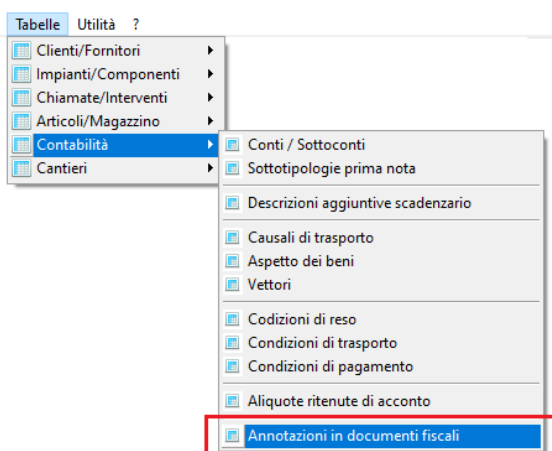 Tabelle Utilità ?
Clienti/Fornitori
Impianti/Componenti
Chiamate/Interventi
Articoli/Magazzino
Contabilità
Cantieri
Conti / Sottoconti
Sottotipologie prima nota
Descrizioni aggiuntive scadenzario
Causali di trasporto
Aspetto dei beni
Vettori
Codizioni di reso
Condizioni di trasporto
Condizioni di pagamento
Aliquote ritenute di acconto
Annotazioni in documenti fiscali